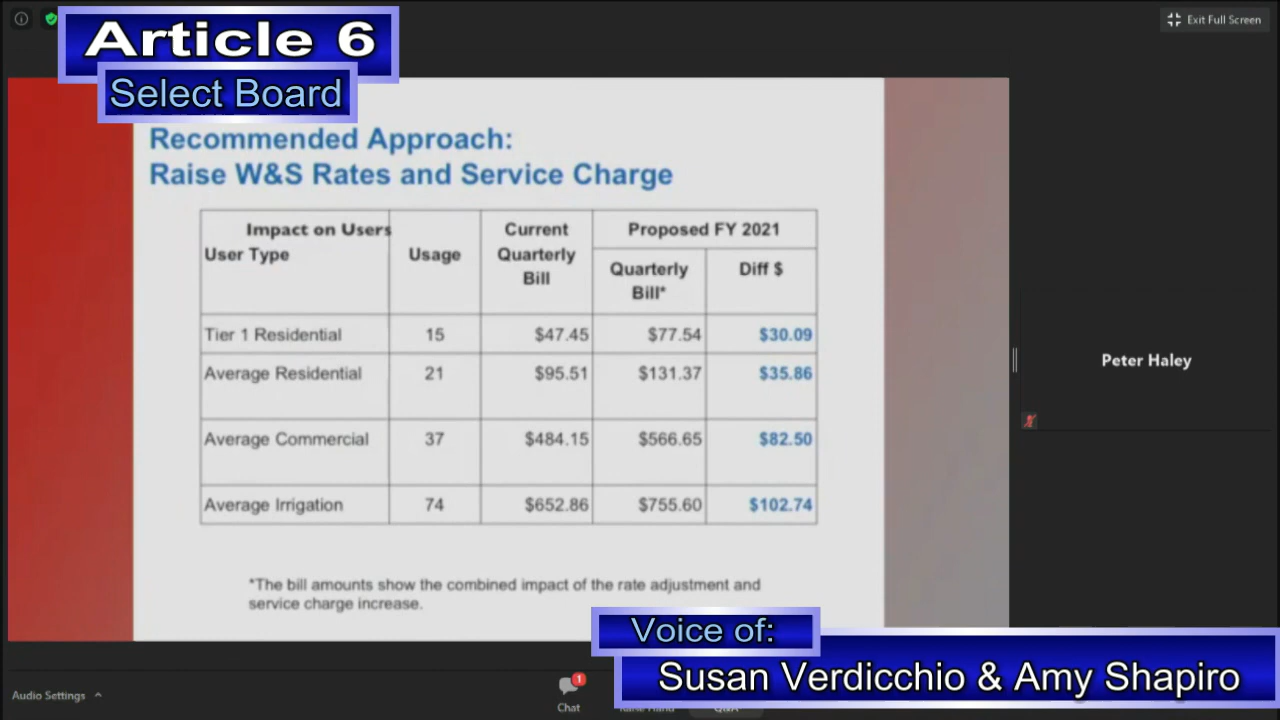 Article 6
Select Board
Exit Full Screen
Recommended Approach:
Raise W&S Rates and Service Charge
Impact on Users
User Type
Usage
Current
Quarterly
Bill
Proposed FY 2021
Quarterly
Bill*
Diff $
Tier 1 Residential 15 $47.45 $77.54 $30.09
Average Residential 21 $95.51 $131.37 $35.86
Average Commercial 37 $484.15 $566.65 $82.50
Average Irrigation 74 $652.86 $755.60 $102.74
*The bill amounts show the combined impact of the rate adjustment and
service charge increase.
Peter Haley
Voice of:
Susan Verdicchio & Amy Shapiro
Audio Settings
1
Chat